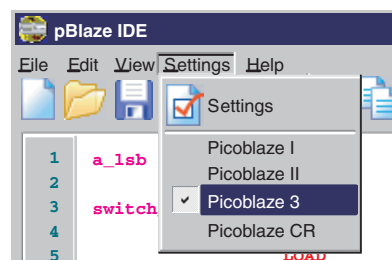 pBlaze IDE
File Edit View Settings Help
Settings
Picoblaze I
Picoblaze II
Picoblaze 3
Picoblaze CR
1 a_lsb
2
3 switch
4
5 LOAD